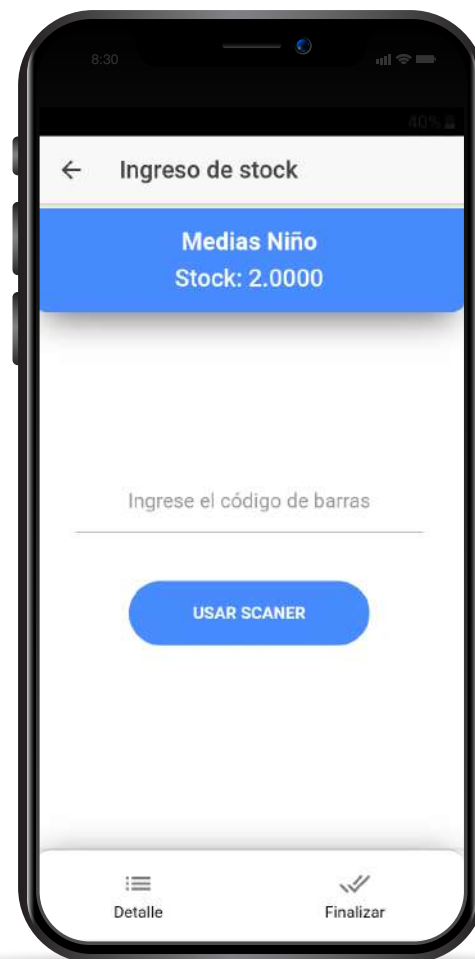 8:30
40%
Ingreso de stock
Medias Niño
Stock: 2.0000
Ingrese el código de barras
USAR SCANER
Detalle
Finalizar